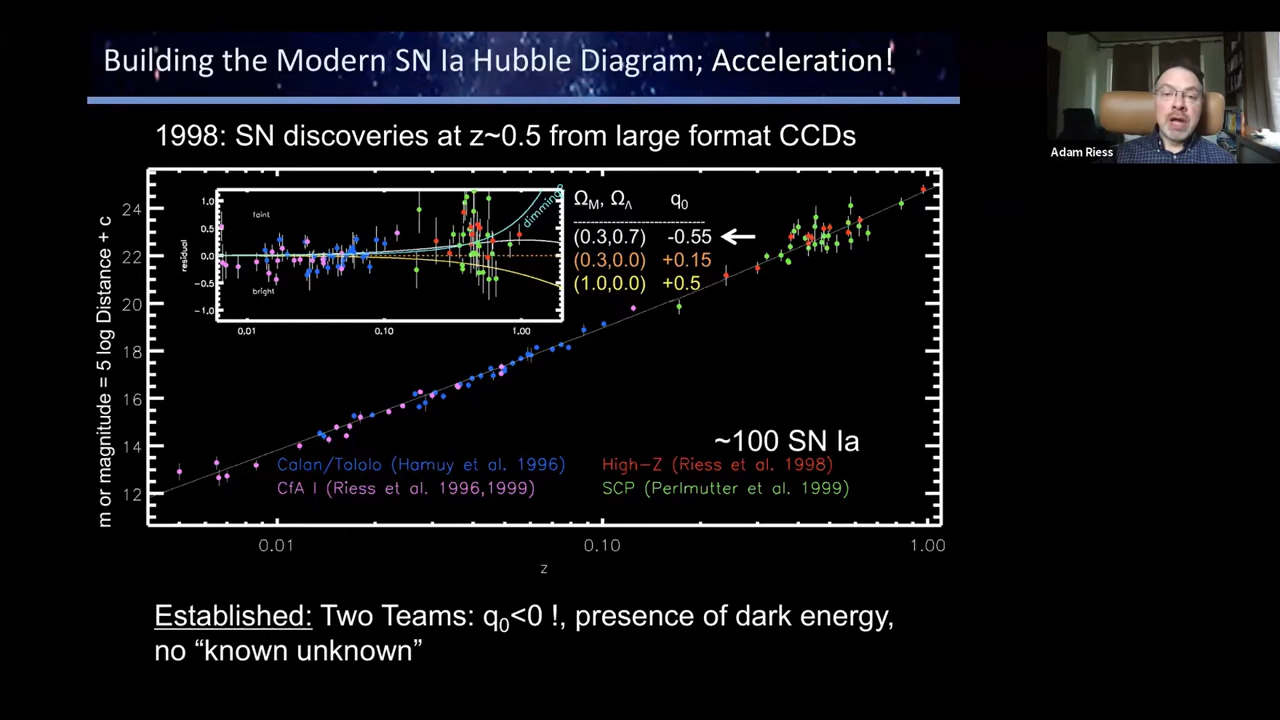 Building the Modern SN Ia Hubble Diagram; Acceleration!
Adam Riess
1998: SN discoveries at z~0.5 from large format CCDs
m or magnitude = 5 log Distance + c
24
22
20
18
16
14
12
residual
1.0
0.5
0.0
−0.5
−1.0
faint
bright
dimming
0.01 0.10 1.00
Ω_M, Ω_Λ q₀
(0.3,0.7) -0.55
(0.3,0.0) +0.15
(1.0,0.0) +0.5
~100 SN Ia
Calan/Tololo (Hamuy et al. 1996) High−Z (Riess et al. 1998)
CfA I (Riess et al. 1996,1999) SCP (Perlmutter et al. 1999)
0.01 0.10 1.00
z
Established: Two Teams: q₀<0 !, presence of dark energy,
no “known unknown”